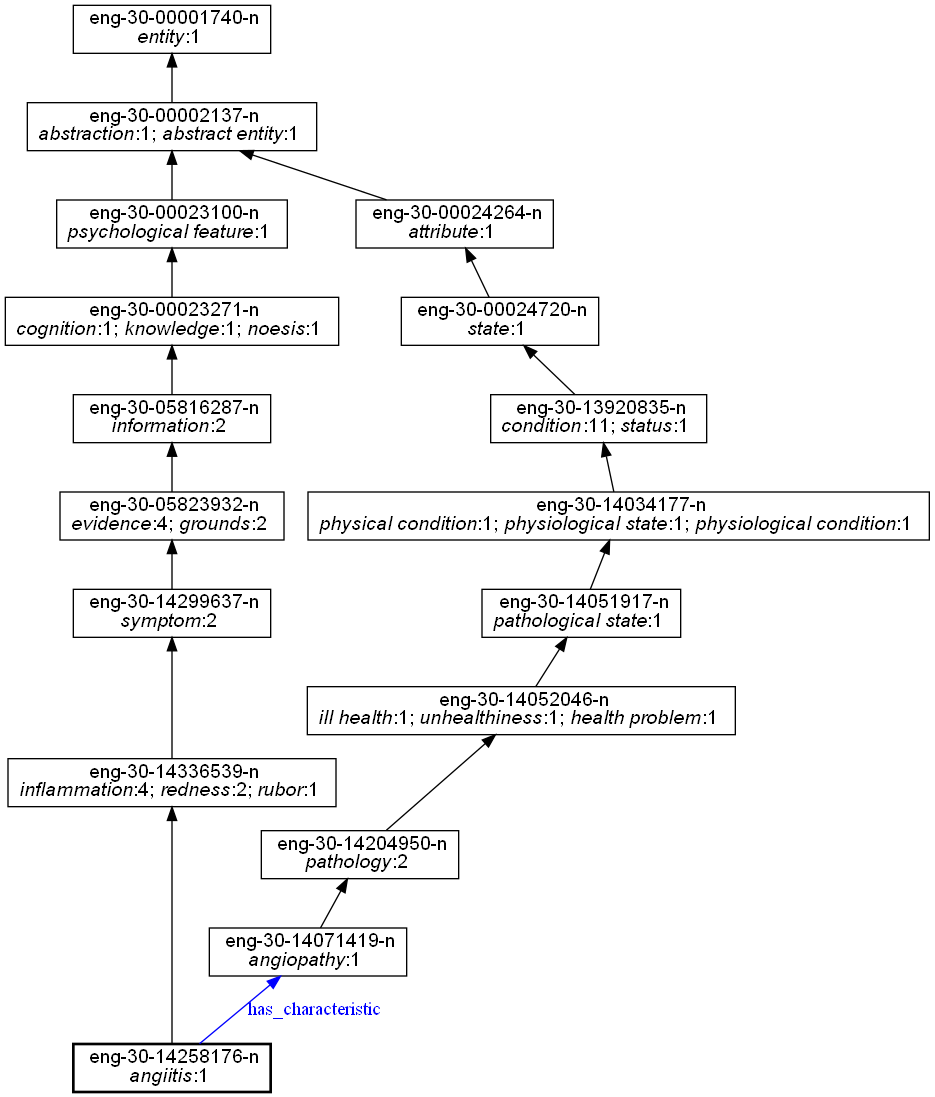 eng-30-00001740-n
entity:1
eng-30-00002137-n
abstraction:1; abstract entity:1
eng-30-00023100-n
psychological feature:1
eng-30-00024264-n
attribute:1
eng-30-00023271-n
cognition:1; knowledge:1; noesis:1
eng-30-00024720-n
state:1
eng-30-05816287-n
information:2
eng-30-13920835-n
condition:11; status:1
eng-30-05823932-n
evidence:4; grounds:2
eng-30-14034177-n
physical condition:1; physiological state:1; physiological condition:1
eng-30-14299637-n
symptom:2
eng-30-14051917-n
pathological state:1
eng-30-14052046-n
ill health:1; unhealthiness:1; health problem:1
eng-30-14336539-n
inflammation:4; redness:2; rubor:1
eng-30-14204950-n
pathology:2
eng-30-14071419-n
angiopathy:1
has_characteristic
eng-30-14258176-n
angiitis:1